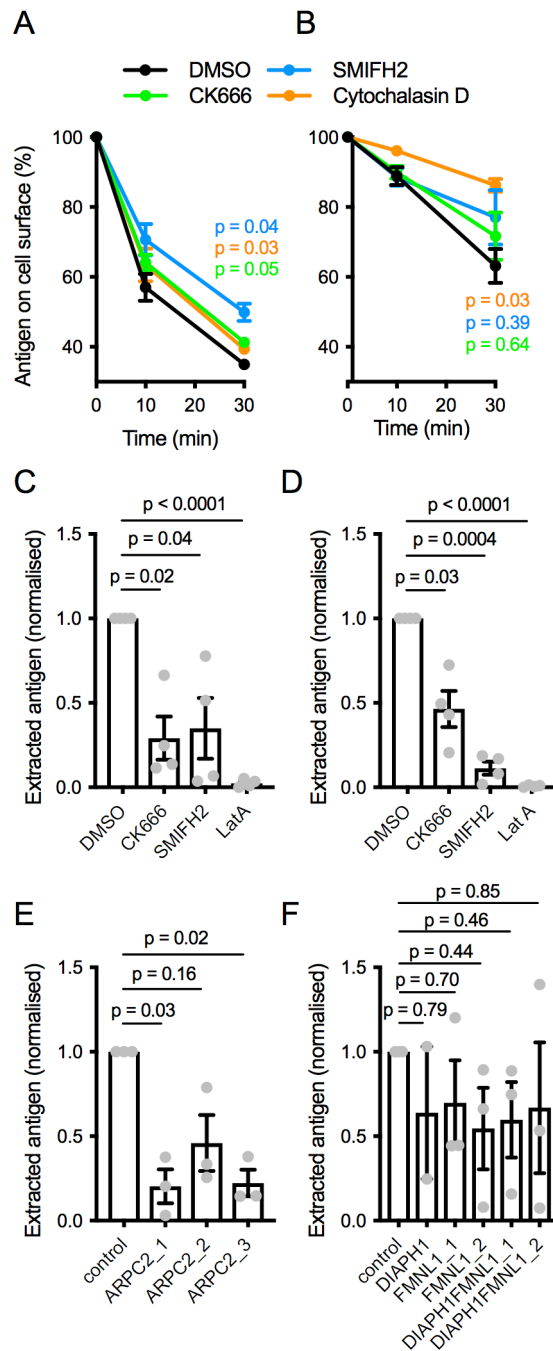 A
B
DMSO
SMIFH2
CK666
Cytochalasin D
Antigen on cell surface (%)
100
80
60
40
p = 0.04
p = 0.03
p = 0.05
0
10
20
30
Time (min)
100
80
60
40
p = 0.03
p = 0.39
p = 0.64
0
10
20
30
Time (min)
C
p < 0.0001
p = 0.04
p = 0.02
Extracted antigen (normalised)
1.5
1.0
0.5
0.0
DMSO
CK666
SMIFH2
LatA
D
p < 0.0001
p = 0.0004
p = 0.03
Extracted antigen (normalised)
1.5
1.0
0.5
0.0
DMSO
CK666
SMIFH2
Lat A
E
p = 0.02
p = 0.16
p = 0.03
Extracted antigen (normalised)
1.5
1.0
0.5
0.0
control
ARPC2_1
ARPC2_2
ARPC2_3
F
p = 0.85
p = 0.46
p = 0.44
p = 0.70
p = 0.79
Extracted antigen (normalised)
1.5
1.0
0.5
0.0
control
DIAPH1
FMNL1_1
FMNL1_2
DIAPH1FMNL1_1
DIAPH1FMNL1_2